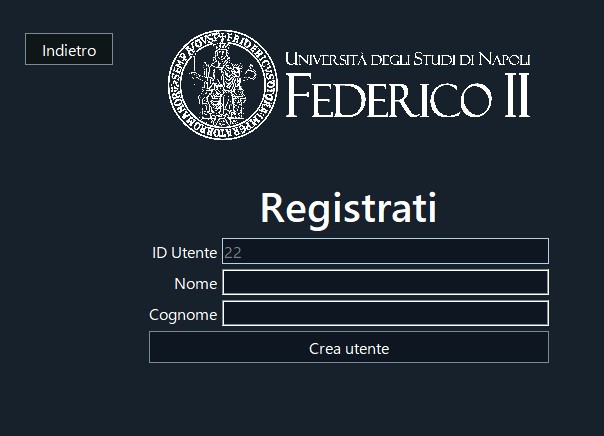 Indietro
UNIVERSITÀ DEGLI STUDI DI NAPOLI
FEDERICO II
Registrati
ID Utente 22
Nome
Cognome
Crea utente